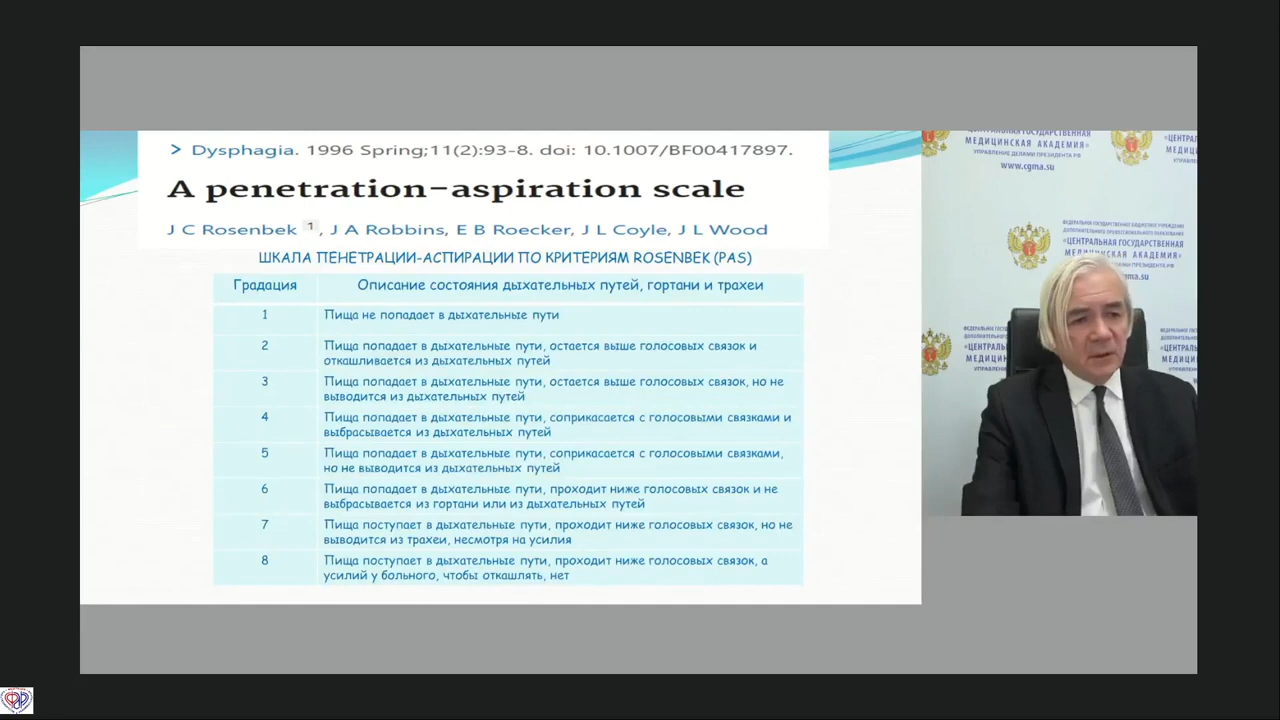 > Dysphagia. 1996 Spring;11(2):93-8. doi: 10.1007/BF00417897.
A penetration-aspiration scale
J C Rosenbek 1, J A Robbins, E B Roecker, J L Coyle, J L Wood
ШКАЛА ПЕНЕТРАЦИИ-АСПИРАЦИИ ПО КРИТЕРИЯМ ROSENBEK (PAS)
Градация Описание состояния дыхательных путей, гортани и трахеи
1 Пища не попадает в дыхательные пути
2 Пища попадает в дыхательные пути, остается выше голосовых связок и
откашливается из дыхательных путей
3 Пища попадает в дыхательные пути, остается выше голосовых связок, но не
выводится из дыхательных путей
4 Пища попадает в дыхательные пути, соприкасается с голосовыми связками и
выбрасывается из дыхательных путей
5 Пища попадает в дыхательные пути, соприкасается с голосовыми связками,
но не выводится из дыхательных путей
6 Пища попадает в дыхательные пути, проходит ниже голосовых связок и не
выбрасывается из гортани или из дыхательных путей
7 Пища поступает в дыхательные пути, проходит ниже голосовых связок, но не
выводится из трахеи, несмотря на усилия
8 Пища поступает в дыхательные пути, проходит ниже голосовых связок, а
усилий у больного, чтобы откашлять, нет
МЕДИЦИНСКАЯ АКАДЕМИЯ»
УПРАВЛЕНИЕ ДЕЛАМИ ПРЕЗИДЕНТА РФ
www.cgma.su
«ЦЕНТРАЛЬНАЯ ГОСУДАРСТВЕННАЯ
МЕДИЦИНСКАЯ АКАДЕМИЯ»